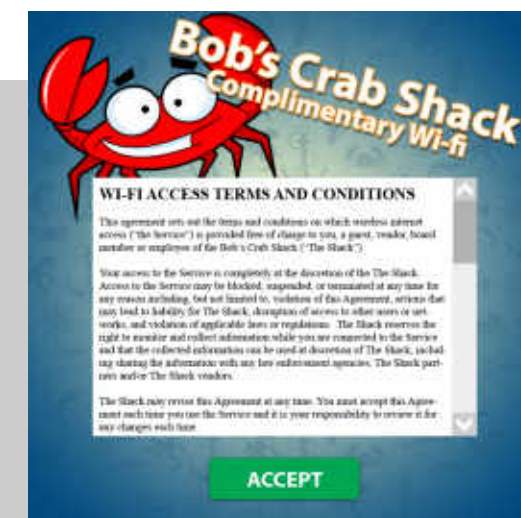 Bob's Crab Shack
Complimentary Wi-fi
WI-FI ACCESS TERMS AND CONDITIONS
This agreement sets out the terms and conditions on which wireless internet
access ("the Service") is provided free of charge to you, a guest, vendor, board
member or employee of the Bob's Crab Shack ("The Shack")
Your access to the Service is completely at the discretion of the The Shack.
Access to the Service may be blocked, suspended, or terminated at any time for
any reason including, but not limited to, violation of this Agreement, actions that
may lead to liability for The Shack, disruption of access to other users or net-
works, and violation of applicable laws or regulations. The Shack reserves the
right to monitor and collect information while you are connected to the Service
and that the collected information can be used at discretion of The Shack, includ-
ing sharing the information with any law enforcement agencies, The Shack part-
ners and/or The Shack vendors.
The Shack may revise this Agreement at any time. You must accept this Agree-
ment each time you use the Service and it is your responsibility to review it for
any changes each time.
ACCEPT